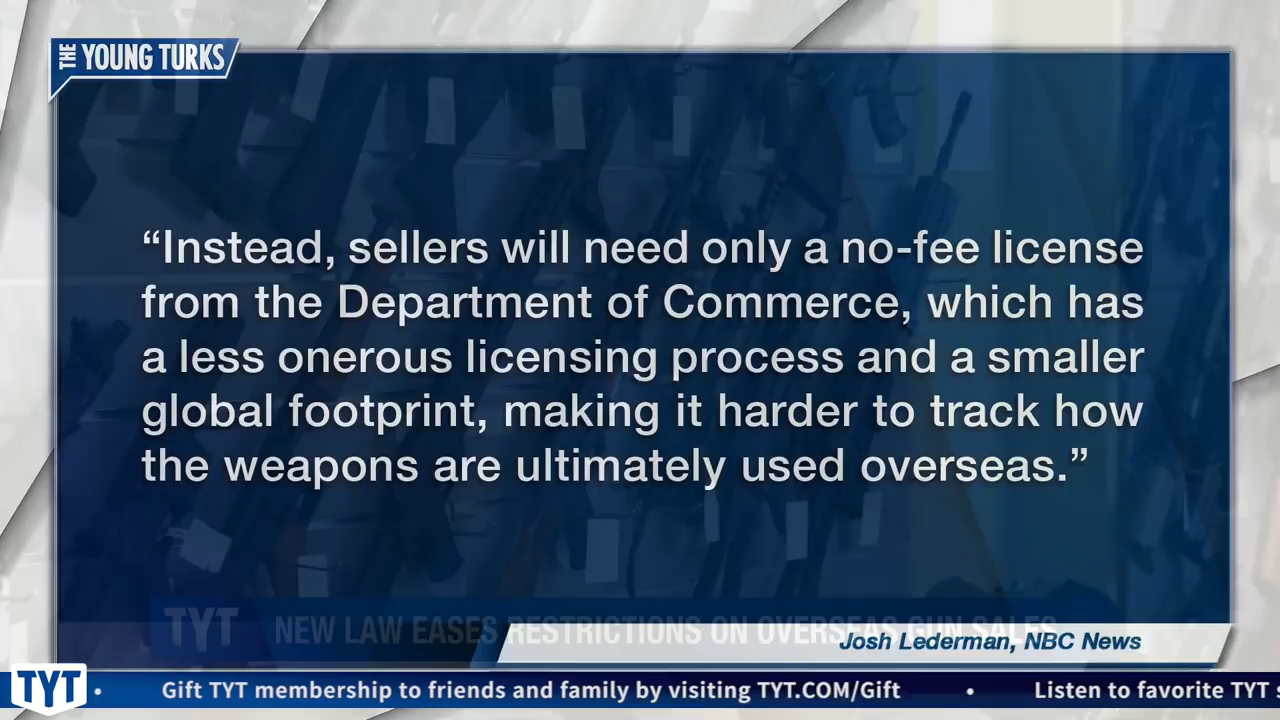 THE YOUNG TURKS
“Instead, sellers will need only a no-fee license
from the Department of Commerce, which has
a less onerous licensing process and a smaller
global footprint, making it harder to track how
the weapons are ultimately used overseas.”
TYT NEW LAW EASES RESTRICTIONS ON OVERSEAS GUN SALES
Josh Lederman, NBC News
TYT • Gift TYT membership to friends and family by visiting TYT.COM/Gift • Listen to favorite TYT s